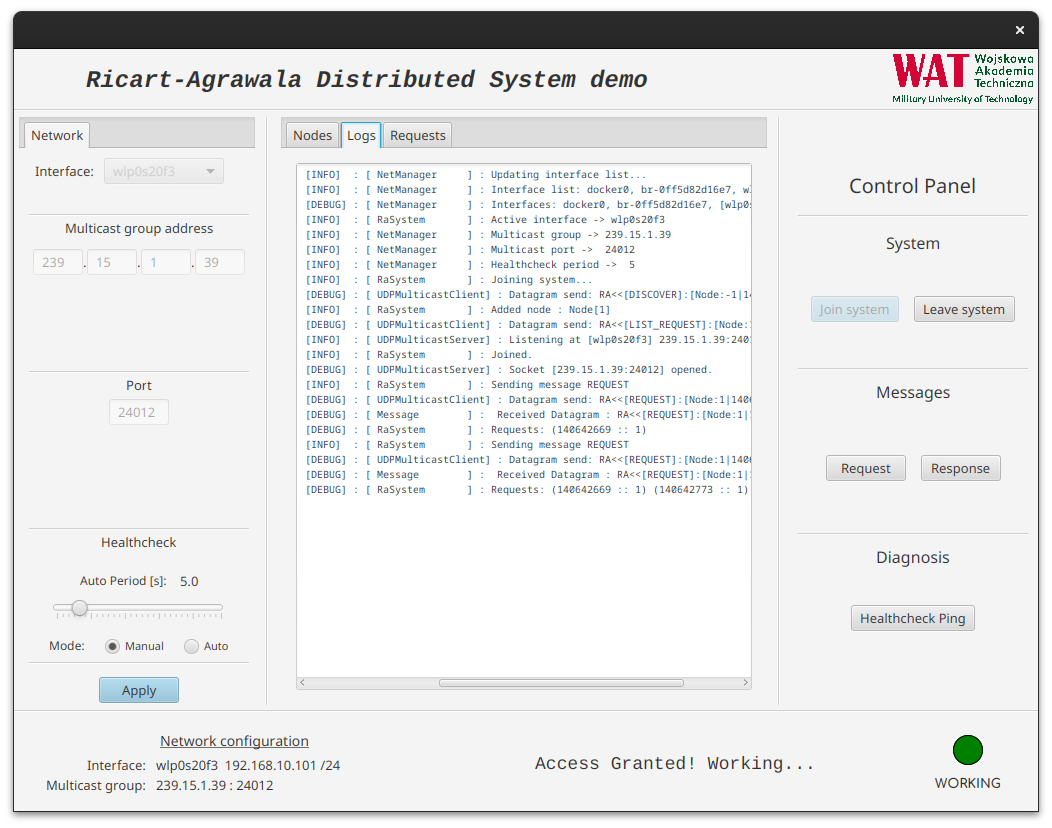 ×
Ricart-Agrawala Distributed System demo
WAT Wojskowa
Akademia
Techniczna
Military University of Technology
Network
Interface: wlp0s20f3
Multicast group address
239 . 15 . 1 . 39
Port
24012
Healthcheck
Auto Period [s]: 5.0
Mode: Manual Auto
Apply
Nodes Logs Requests
[INFO]  : [ NetManager     ] : Updating interface list...
[INFO]  : [ NetManager     ] : Interface list: docker0, br-0ff5d82d16e7, wl
[DEBUG] : [ NetManager     ] : Interfaces: docker0, br-0ff5d82d16e7, [wlp0s
[INFO]  : [ RaSystem       ] : Active interface -> wlp0s20f3
[INFO]  : [ NetManager     ] : Multicast group -> 239.15.1.39
[INFO]  : [ NetManager     ] : Multicast port ->  24012
[INFO]  : [ NetManager     ] : Healthcheck period ->  5
[INFO]  : [ RaSystem       ] : Joining system...
[DEBUG] : [ UDPMulticastClient] : Datagram send: RA<<[DISCOVER]:[Node:-1|14
[INFO]  : [ RaSystem       ] : Added node : Node[1]
[DEBUG] : [ UDPMulticastClient] : Datagram send: RA<<[LIST_REQUEST]:[Node:1
[INFO]  : [ UDPMulticastServer] : Listening at [wlp0s20f3] 239.15.1.39:2401
[INFO]  : [ RaSystem       ] : Joined.
[DEBUG] : [ UDPMulticastServer] : Socket [239.15.1.39:24012] opened.
[INFO]  : [ RaSystem       ] : Sending message REQUEST
[DEBUG] : [ UDPMulticastClient] : Datagram send: RA<<[REQUEST]:[Node:1|1406
[DEBUG] : [ Message        ] :  Received Datagram : RA<<[REQUEST]:[Node:1|1
[DEBUG] : [ RaSystem       ] : Requests: (140642669 :: 1)
[INFO]  : [ RaSystem       ] : Sending message REQUEST
[DEBUG] : [ UDPMulticastClient] : Datagram send: RA<<[REQUEST]:[Node:1|1406
[DEBUG] : [ Message        ] :  Received Datagram : RA<<[REQUEST]:[Node:1|1
[DEBUG] : [ RaSystem       ] : Requests: (140642669 :: 1) (140642773 :: 1)
Control Panel
System
Join system Leave system
Messages
Request Response
Diagnosis
Healthcheck Ping
Network configuration
Interface: wlp0s20f3 192.168.10.101 /24
Multicast group: 239.15.1.39 : 24012
Access Granted! Working...
WORKING